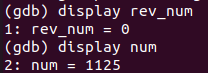 (gdb) display rev_num
1: rev_num = 0
(gdb) display num
2: num = 1125